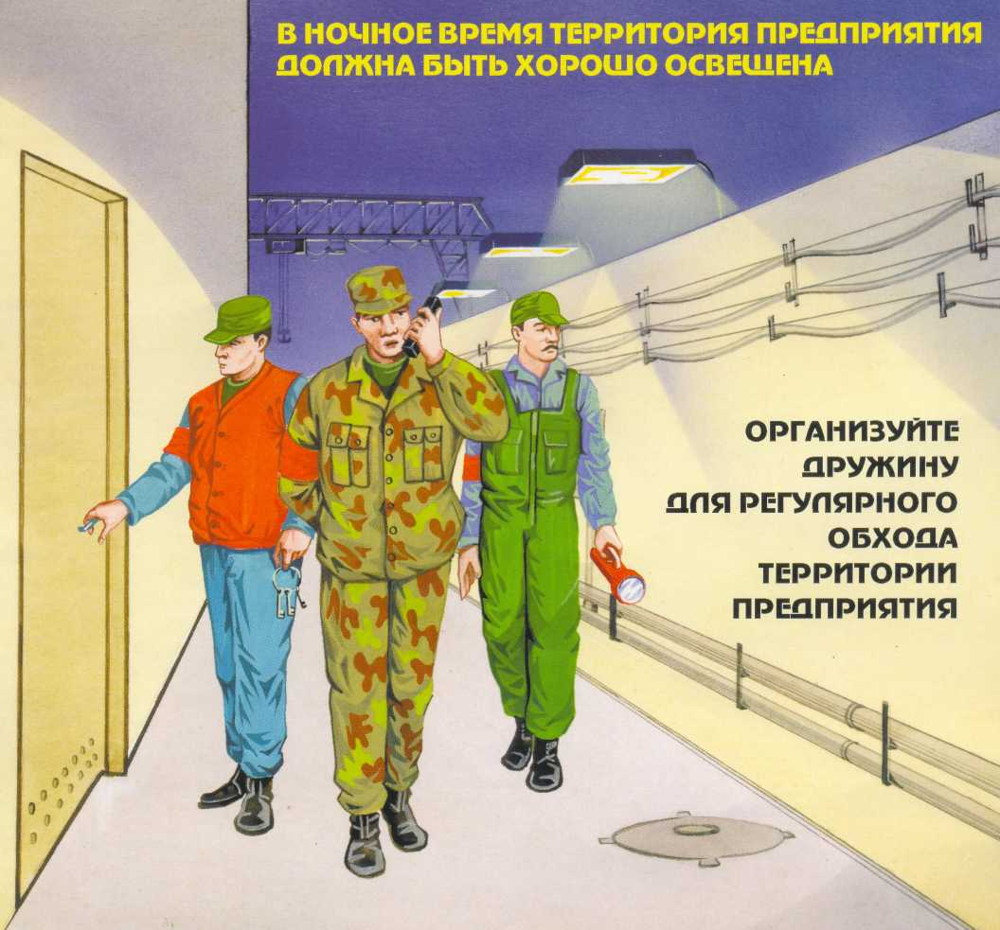 В НОЧНОЕ ВРЕМЯ ТЕРРИТОРИЯ ПРЕДПРИЯТИЯ
ДОЛЖНА БЫТЬ ХОРОШО ОСВЕЩЕНА
ОРГАНИЗУЙТЕ
ДРУЖИНУ
ДЛЯ РЕГУЛЯРНОГО
ОБХОДА
ТЕРРИТОРИИ
ПРЕДПРИЯТИЯ